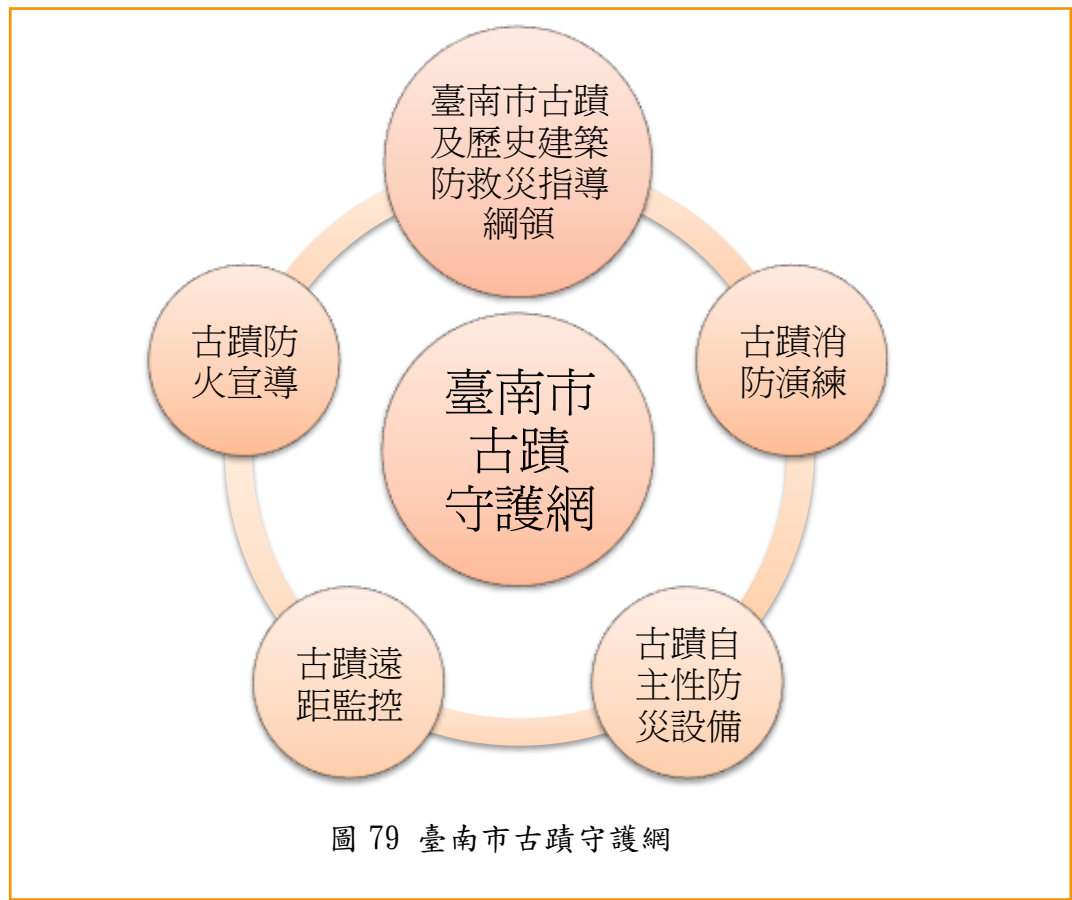 臺南市古蹟
及歷史建築
防救災指導
綱領
古蹟防
火宣導
古蹟消
防演練
臺南市
古蹟
守護網
古蹟遠
距監控
古蹟自
主性防
災設備
圖 79 臺南市古蹟守護網